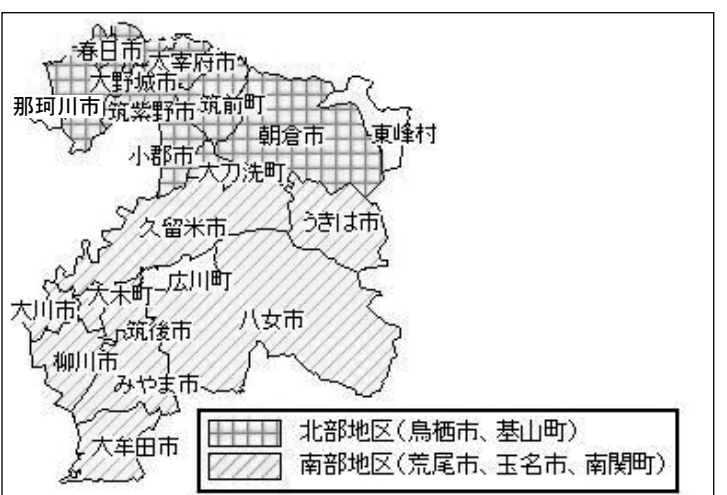 春日市
太宰府市
大野城市
那珂川市
筑紫野市
筑前町
朝倉市
東峰村
小郡市
大刀洗町
久留米市
うきは市
大川市
大木町
広川町
筑後市
八女市
柳川市
みやま市
大牟田市
北部地区(鳥栖市、基山町)
南部地区(荒尾市、玉名市、南関町)